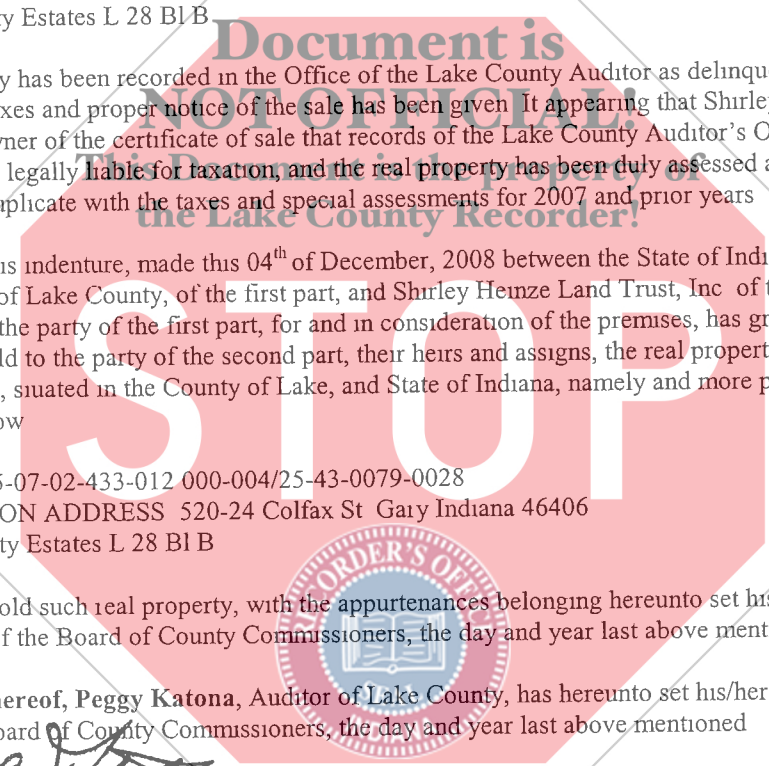 ty Estates L 28 Bl B
Document is
y has been recorded in the Office of the Lake County Auditor as delinqu
xes and proper notice of the sale has been given It appearing that Shirley
NOT OFFICIAL!
wner of the certificate of sale that records of the Lake County Auditor's O
legally liable for taxation, and the real property has been duly assessed a
This Document is the property of
uplicate with the taxes and special assessments for 2007 and prior years
the Lake County Recorder!
is indenture, made this 04th of December, 2008 between the State of Indi
of Lake County, of the first part, and Shirley Heinze Land Trust, Inc of t
the party of the first part, for and in consideration of the premises, has gr
ld to the party of the second part, their heirs and assigns, the real propert
, siuated in the County of Lake, and State of Indiana, namely and more p
ow
STOP
5-07-02-433-012 000-004/25-43-0079-0028
ON ADDRESS 520-24 Colfax St Gary Indiana 46406
ty Estates L 28 Bl B
RECORDER'S OFFICE
old such real property, with the appurtenances belonging hereunto set his
of the Board of County Commissioners, the day and year last above ment
SEAL
hereof, Peggy Katona, Auditor of Lake County, has hereunto set his/her
oard of County Commissioners, the day and year last above mentioned
INDIANA